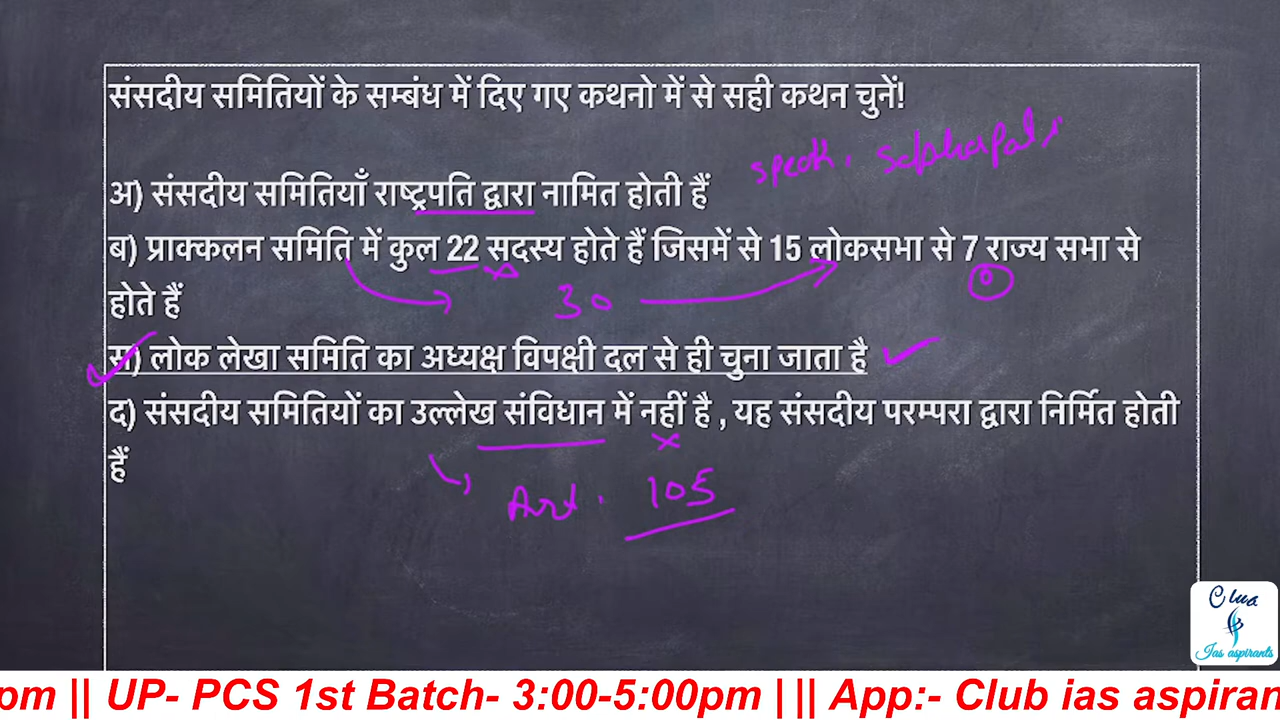 संसदीय समितियों के सम्बंध में दिए गए कथनो में से सही कथन चुनें!
अ) संसदीय समितियाँ राष्ट्रपति द्वारा नामित होती हैं
ब) प्राक्कलन समिति में कुल 22 सदस्य होते हैं जिसमें से 15 लोकसभा से 7 राज्य सभा से
होते हैं
30
0
स) लोक लेखा समिति का अध्यक्ष विपक्षी दल से ही चुना जाता है
द) संसदीय समितियों का उल्लेख संविधान में नहीं है , यह संसदीय परम्परा द्वारा निर्मित होती
हैं
Art. 105
Club
Ias aspirants
pm || UP- PCS 1st Batch- 3:00-5:00pm | || App:- Club ias aspiran